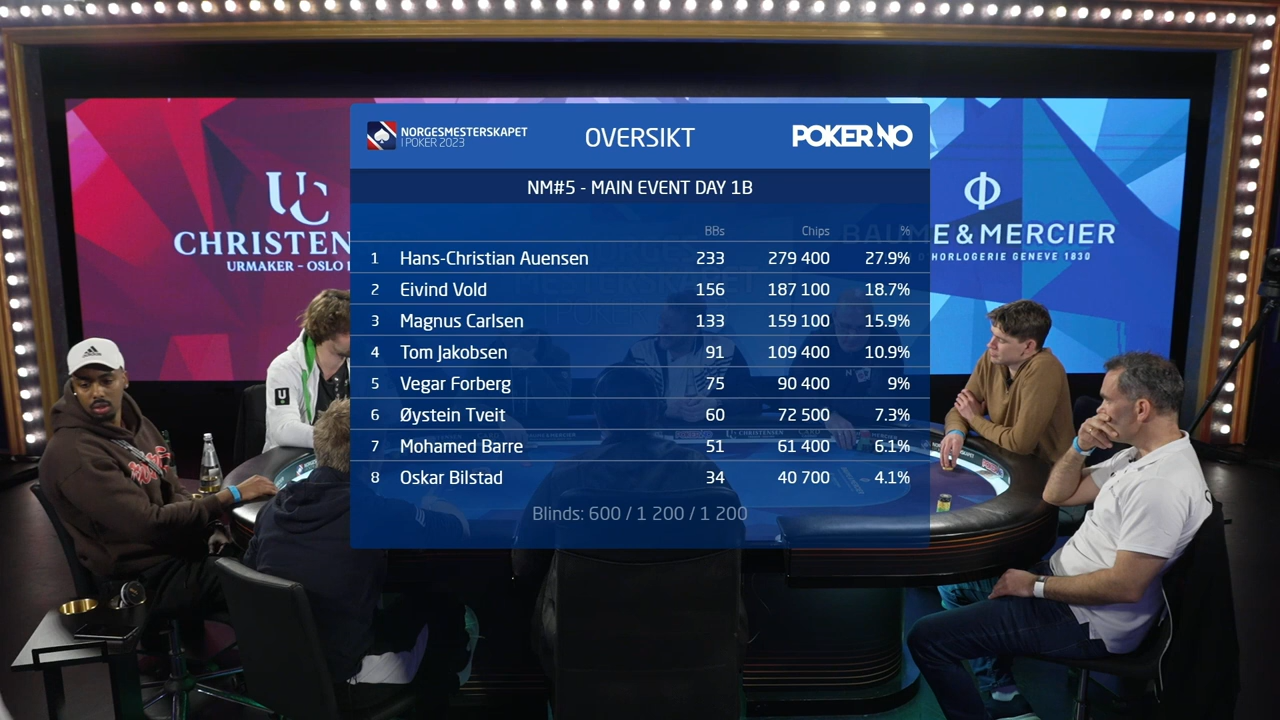 NORGESMESTERSKAPET
I POKER 2023
OVERSIKT
POKER NO
NM#5 - MAIN EVENT DAY 1B
BBs Chips %
1 Hans-Christian Auensen 233 279 400 27.9%
2 Eivind Vold 156 187 100 18.7%
3 Magnus Carlsen 133 159 100 15.9%
4 Tom Jakobsen 91 109 400 10.9%
5 Vegar Forberg 75 90 400 9%
6 Øystein Tveit 60 72 500 7.3%
7 Mohamed Barre 51 61 400 6.1%
8 Oskar Bilstad 34 40 700 4.1%
Blinds: 600 / 1 200 / 1 200
UC
CHRISTEN
URMAKER - OSLO
BAUME & MERCIER
HORLOGERIE GENEVE 1830
U
adidas